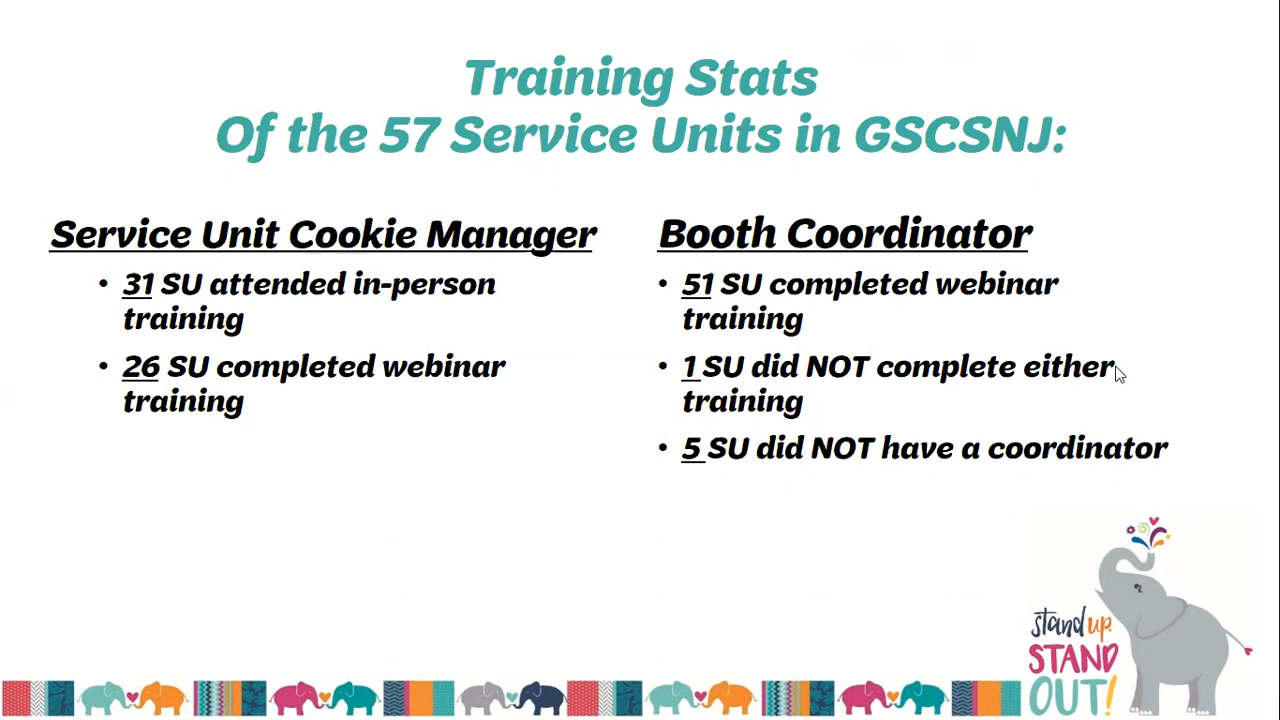 Training Stats
Of the 57 Service Units in GSCSNJ:
Service Unit Cookie Manager
• 31 SU attended in-person
training
• 26 SU completed webinar
training
Booth Coordinator
• 51 SU completed webinar
training
• 1 SU did NOT complete either
training
• 5 SU did NOT have a coordinator
stand up
STAND
OUT!